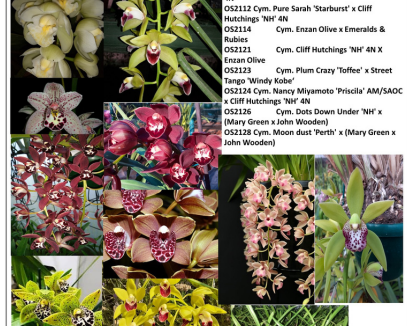 OS2112 Cym. Pure Sarah 'Starburst' x Cliff
Hutchings 'NH' 4N
OS2114 Cym. Enzan Olive x Emeralds &
Rubies
OS2121 Cym. Cliff Hutchings 'NH' 4N X
Enzan Olive
OS2123 Cym. Plum Crazy 'Toffee' x Street
Tango 'Windy Kobe’
OS2124 Cym. Nancy Miyamoto 'Priscila' AM/SAOC
x Cliff Hutchings 'NH’ 4N
OS2126 Cym. Dots Down Under 'NH' x
(Mary Green x John Wooden)
OS2128 Cym. Moon dust 'Perth' x (Mary Green
x John Wooden)